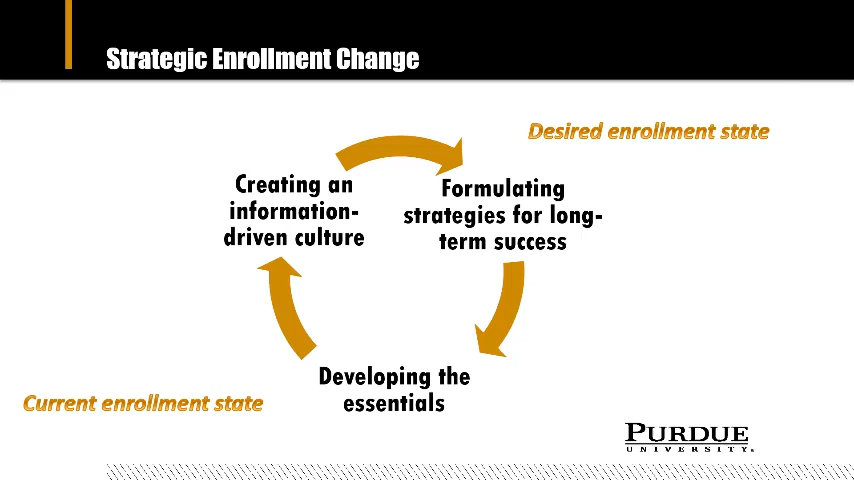 Strategic Enrollment Change
Desired enrollment state
Creating an
information-
driven culture
Formulating
strategies for long-
term success
Developing the
essentials
Current enrollment state
PURDUE
UNIVERSITY.